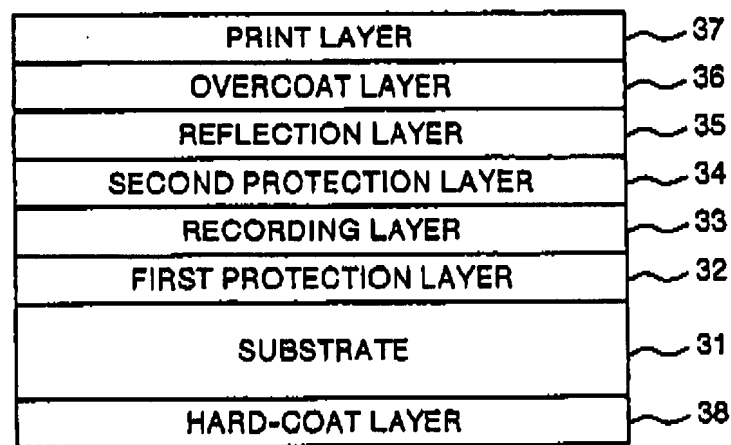 PRINT LAYER 37
OVERCOAT LAYER 36
REFLECTION LAYER 35
SECOND PROTECTION LAYER 34
RECORDING LAYER 33
FIRST PROTECTION LAYER 32
SUBSTRATE 31
HARD-COAT LAYER 38